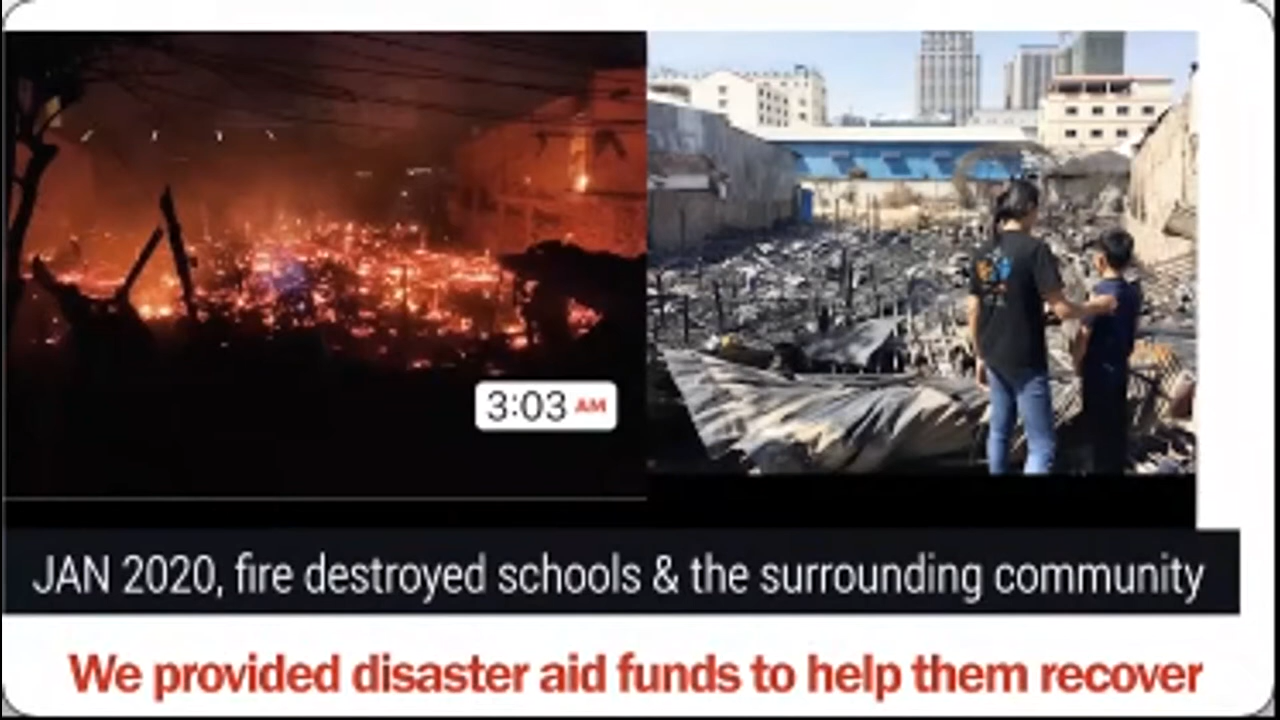 3:03 AM
JAN 2020, fire destroyed schools & the surrounding community
We provided disaster aid funds to help them recover